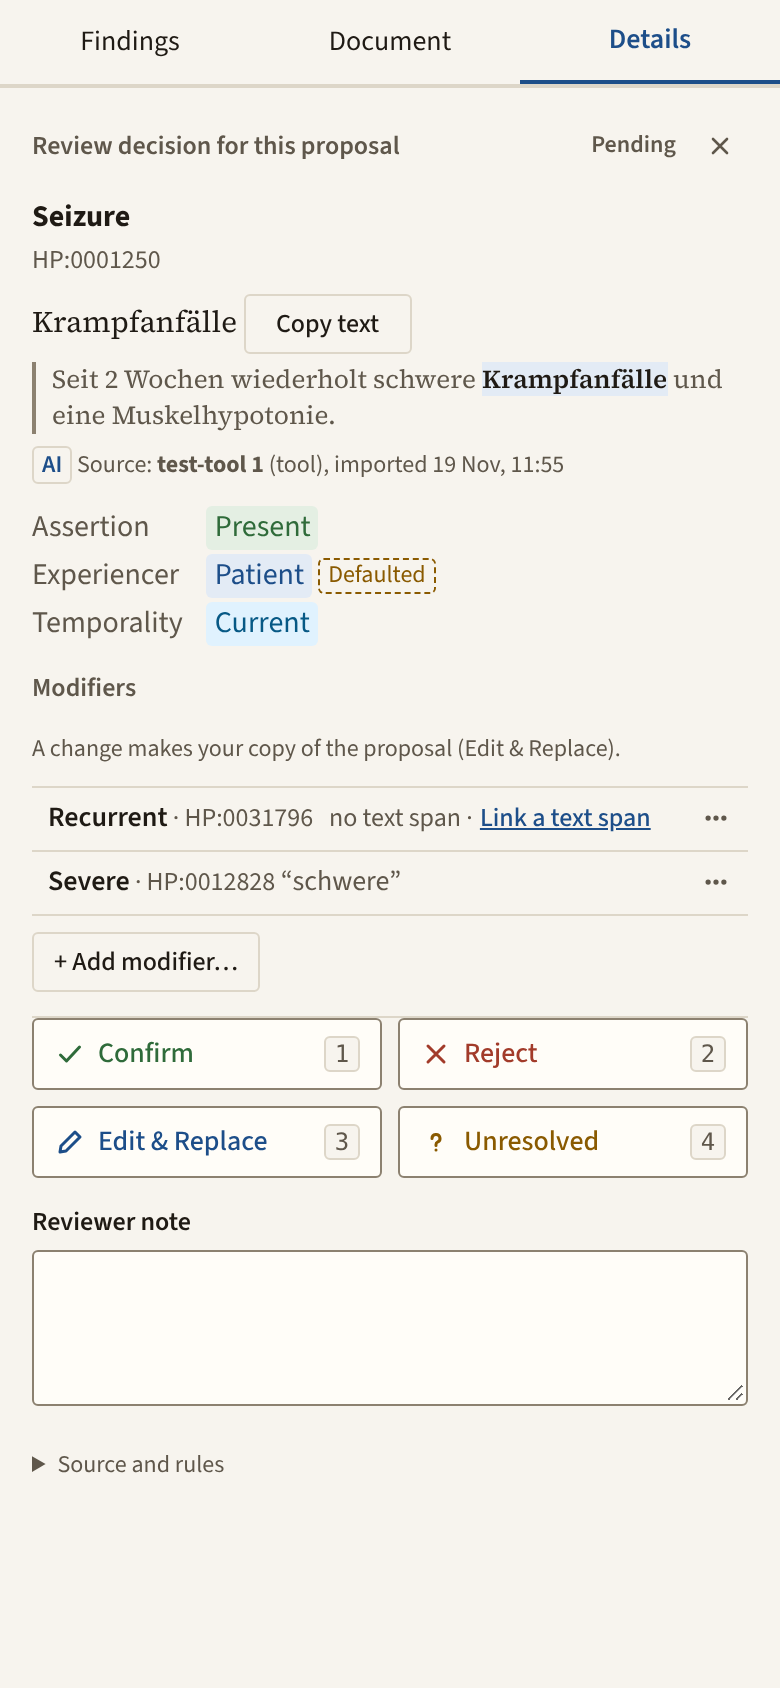 Findings Document Details
Review decision for this proposal Pending
Seizure
HP:0001250
Krampfanfälle Copy text
Seit 2 Wochen wiederholt schwere Krampfanfälle und
eine Muskelhypotonie.
AI Source: test-tool 1 (tool), imported 19 Nov, 11:55
Assertion Present
Experiencer Patient Defaulted
Temporality Current
Modifiers
A change makes your copy of the proposal (Edit & Replace).
Recurrent · HP:0031796 no text span · Link a text span
Severe · HP:0012828 “schwere”
+ Add modifier…
Confirm 1 Reject 2
Edit & Replace 3 ? Unresolved 4
Reviewer note
Source and rules